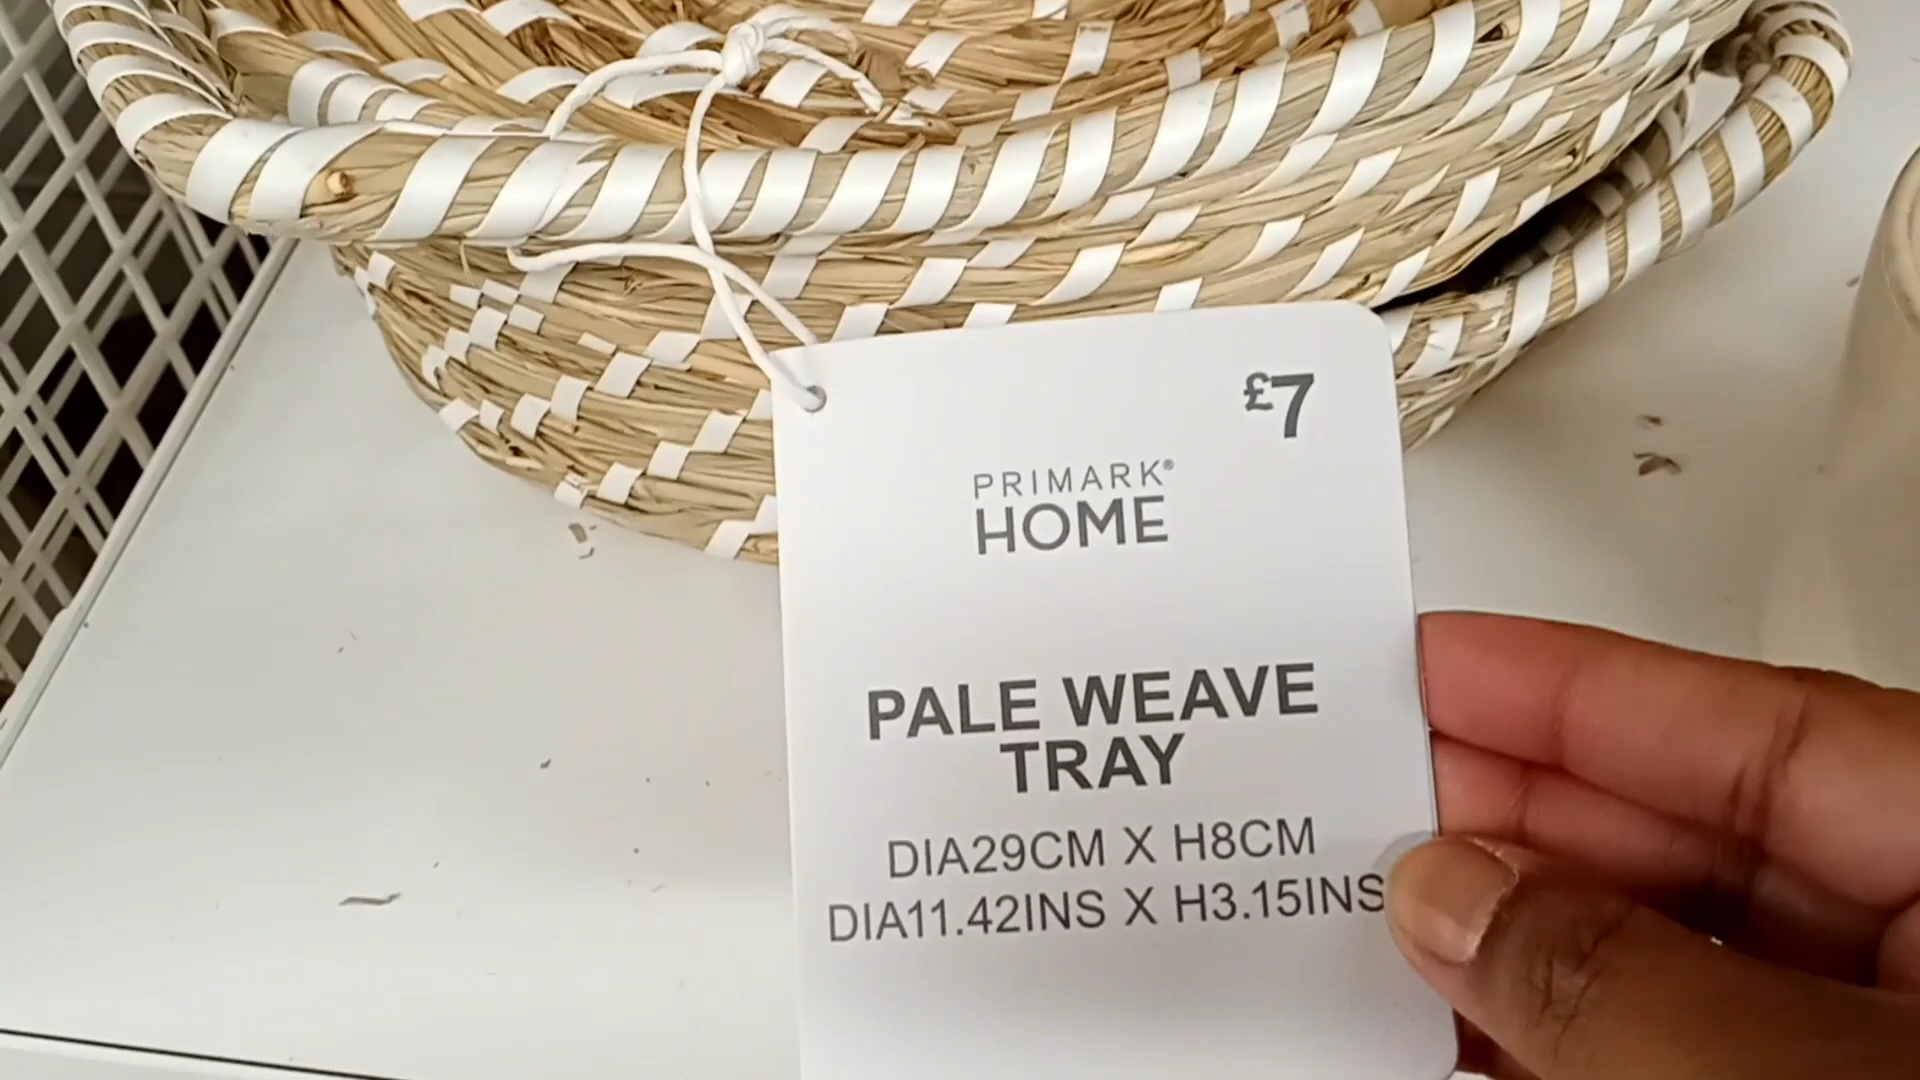 £7
PRIMARK®
HOME
PALE WEAVE
TRAY
DIA29CM X H8CM
DIA11.42INS X H3.15INS